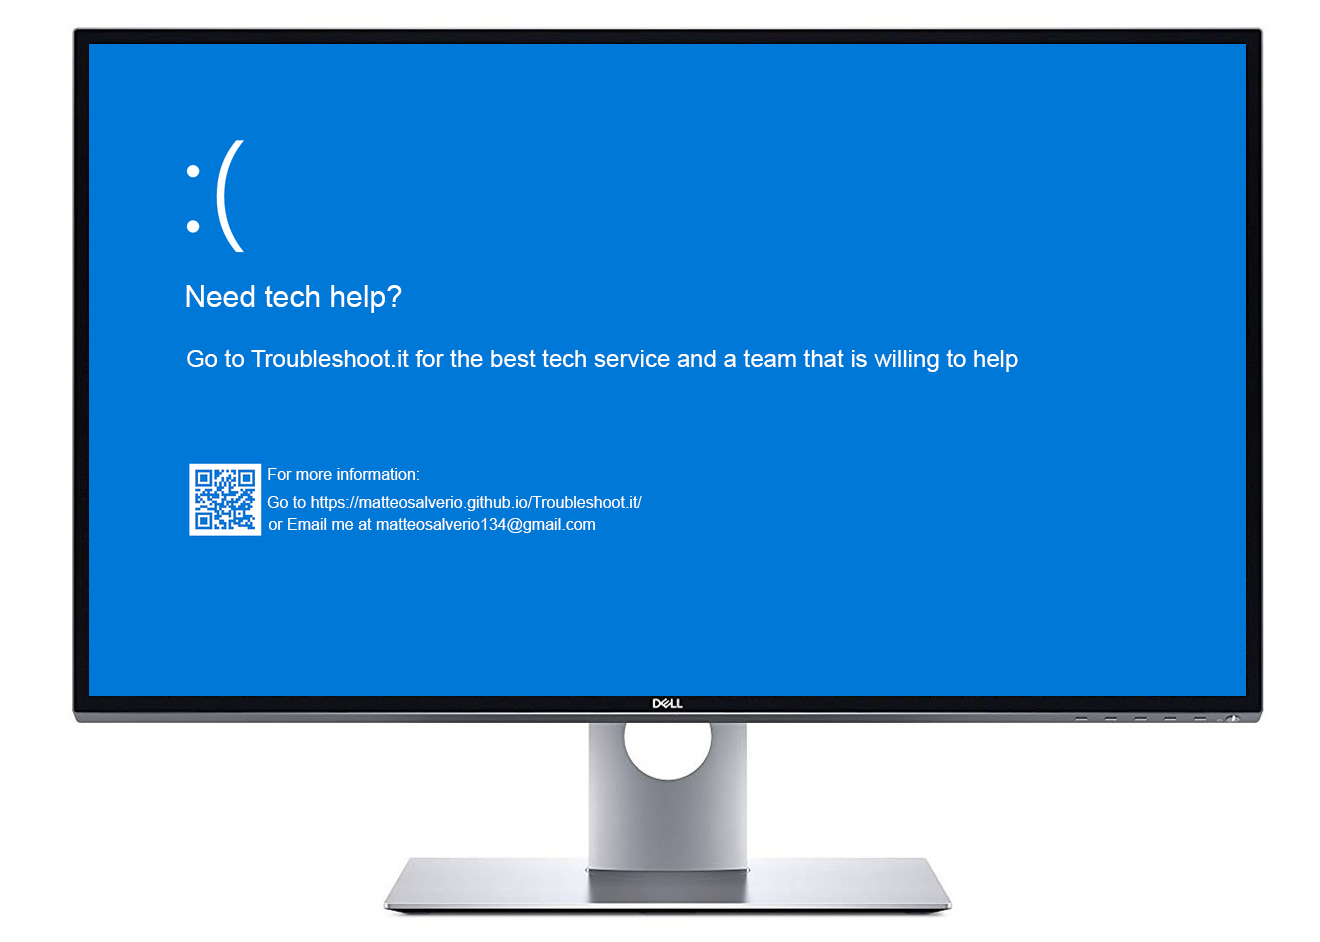 :(
Need tech help?
Go to Troubleshoot.it for the best tech service and a team that is willing to help
For more information:
Go to https://matteosalverio.github.io/Troubleshoot.it/
or Email me at matteosalverio134@gmail.com
DELL